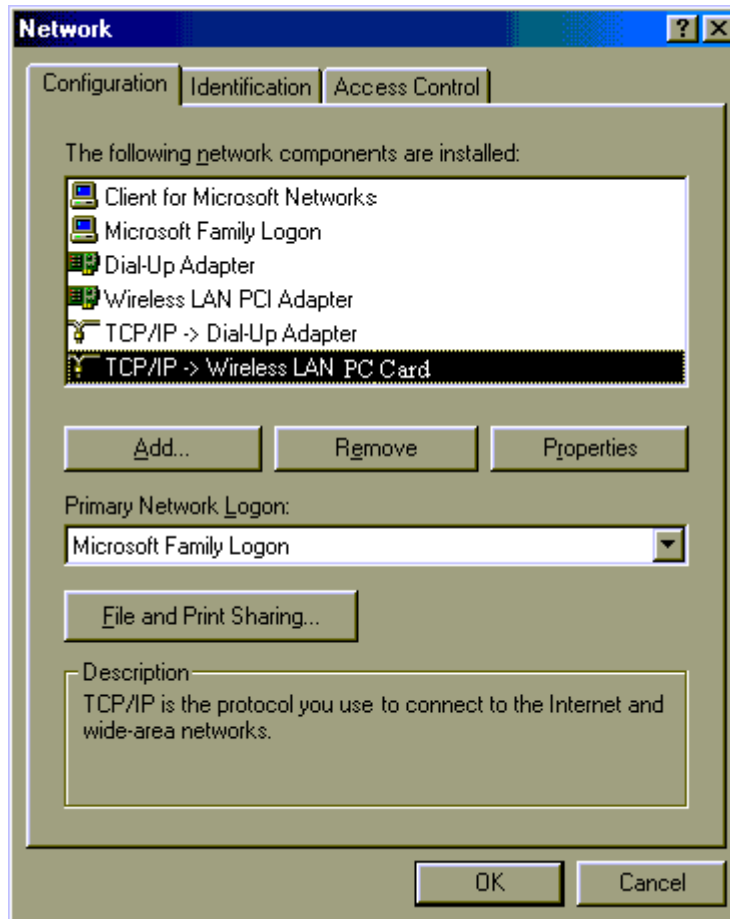 Network
Configuration Identification Access Control
The following network components are installed:
Client for Microsoft Networks
Microsoft Family Logon
Dial-Up Adapter
Wireless LAN PCI Adapter
TCP/IP -> Dial-Up Adapter
TCP/IP -> Wireless LAN PC Card
Add... Remove Properties
Primary Network Logon:
Microsoft Family Logon
File and Print Sharing...
Description
TCP/IP is the protocol you use to connect to the Internet and
wide-area networks.
OK Cancel